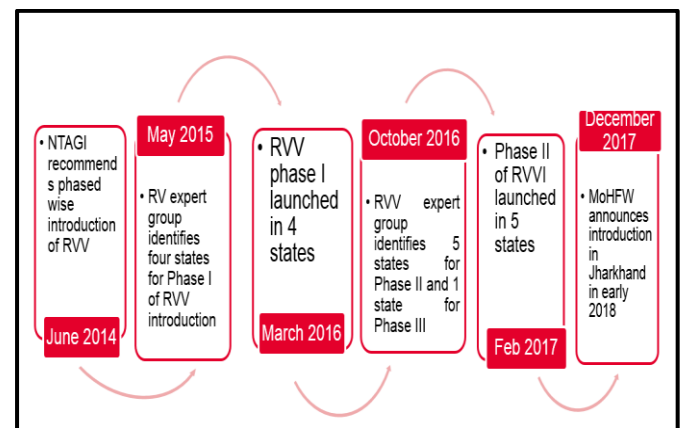 • NTAGI
recommend
s phased
wise
introduction
of RVV
June 2014
May 2015
• RV expert
group
identifies
four states
for Phase I
of RVV
introduction
• RVV
phase I
launched
in 4
states
March 2016
October 2016
• RVV expert
group
identifies 5
states for
Phase II and 1
state for
Phase III
• Phase II
of RVVI
launched
in 5
states
Feb 2017
December
2017
• MoHFW
announces
introduction
in
Jharkhand
in early
2018